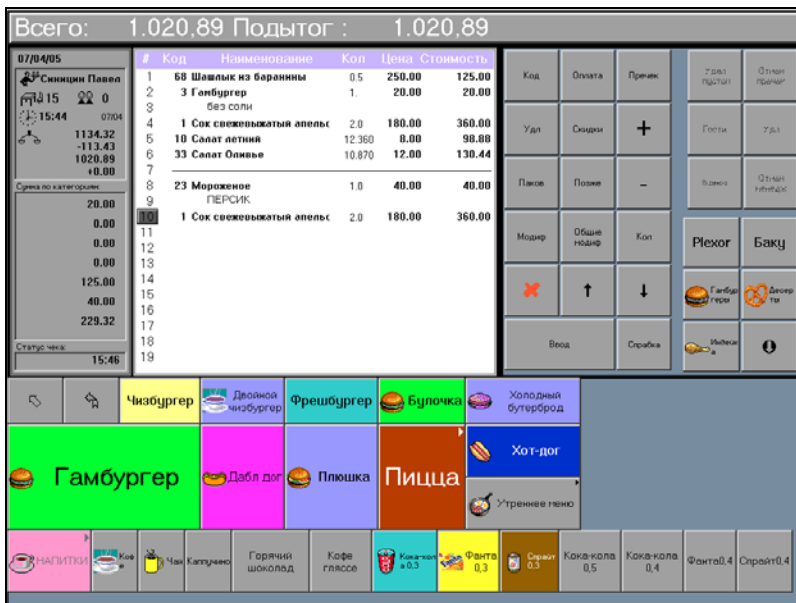 Всего: 1.020,89 Подытог : 1.020,89
07/04/05
Синицин Павел
15 0
15:44 07/04
1134.32
-113.43
1020.89
+0.00
Сумма по категориям:
20.00
0.00
0.00
0.00
125.00
40.00
229.32
Статус чека:
15:46
# Код Наименование Кол Цена Стоимость
1 68 Шашлык из баранины 0.5 250.00 125.00
2 3 Гамбургер 1. 20.00 20.00
3 без соли
4 1 Сок свежевыжатый апельс 2.0 180.00 360.00
5 10 Салат летний 12.360 8.00 98.88
6 33 Салат Оливье 10.870 12.00 130.44
7
8 23 Мороженое 1.0 40.00 40.00
9 ПЕРСИК
10 1 Сок свежевыжатый апельс 2.0 180.00 360.00
11
12
13
14
15
16
17
18
19
Код Оплата Пречек
Удл Скидки +
Паков Позже -
Модиф Общие модиф Кол
Ввод Справка
Гости Удл
Plexor Баку
Гамбургеры Десерты
Чизбургер Двойной чизбургер Фрешбургер Булочка Холодный бутерброд
Гамбургер Дабл дог Плюшка Пицца Хот-дог
Утреннее меню
НАПИТКИ Кофе Чаи Каппучино Горячий шоколад Кофе гляссе Кока-кола 0,3 Фанта 0,3 Спрайт 0,3 Кока-кола 0,5 Кока-кола 0,4 Фанта0,4 Спрайт0,4